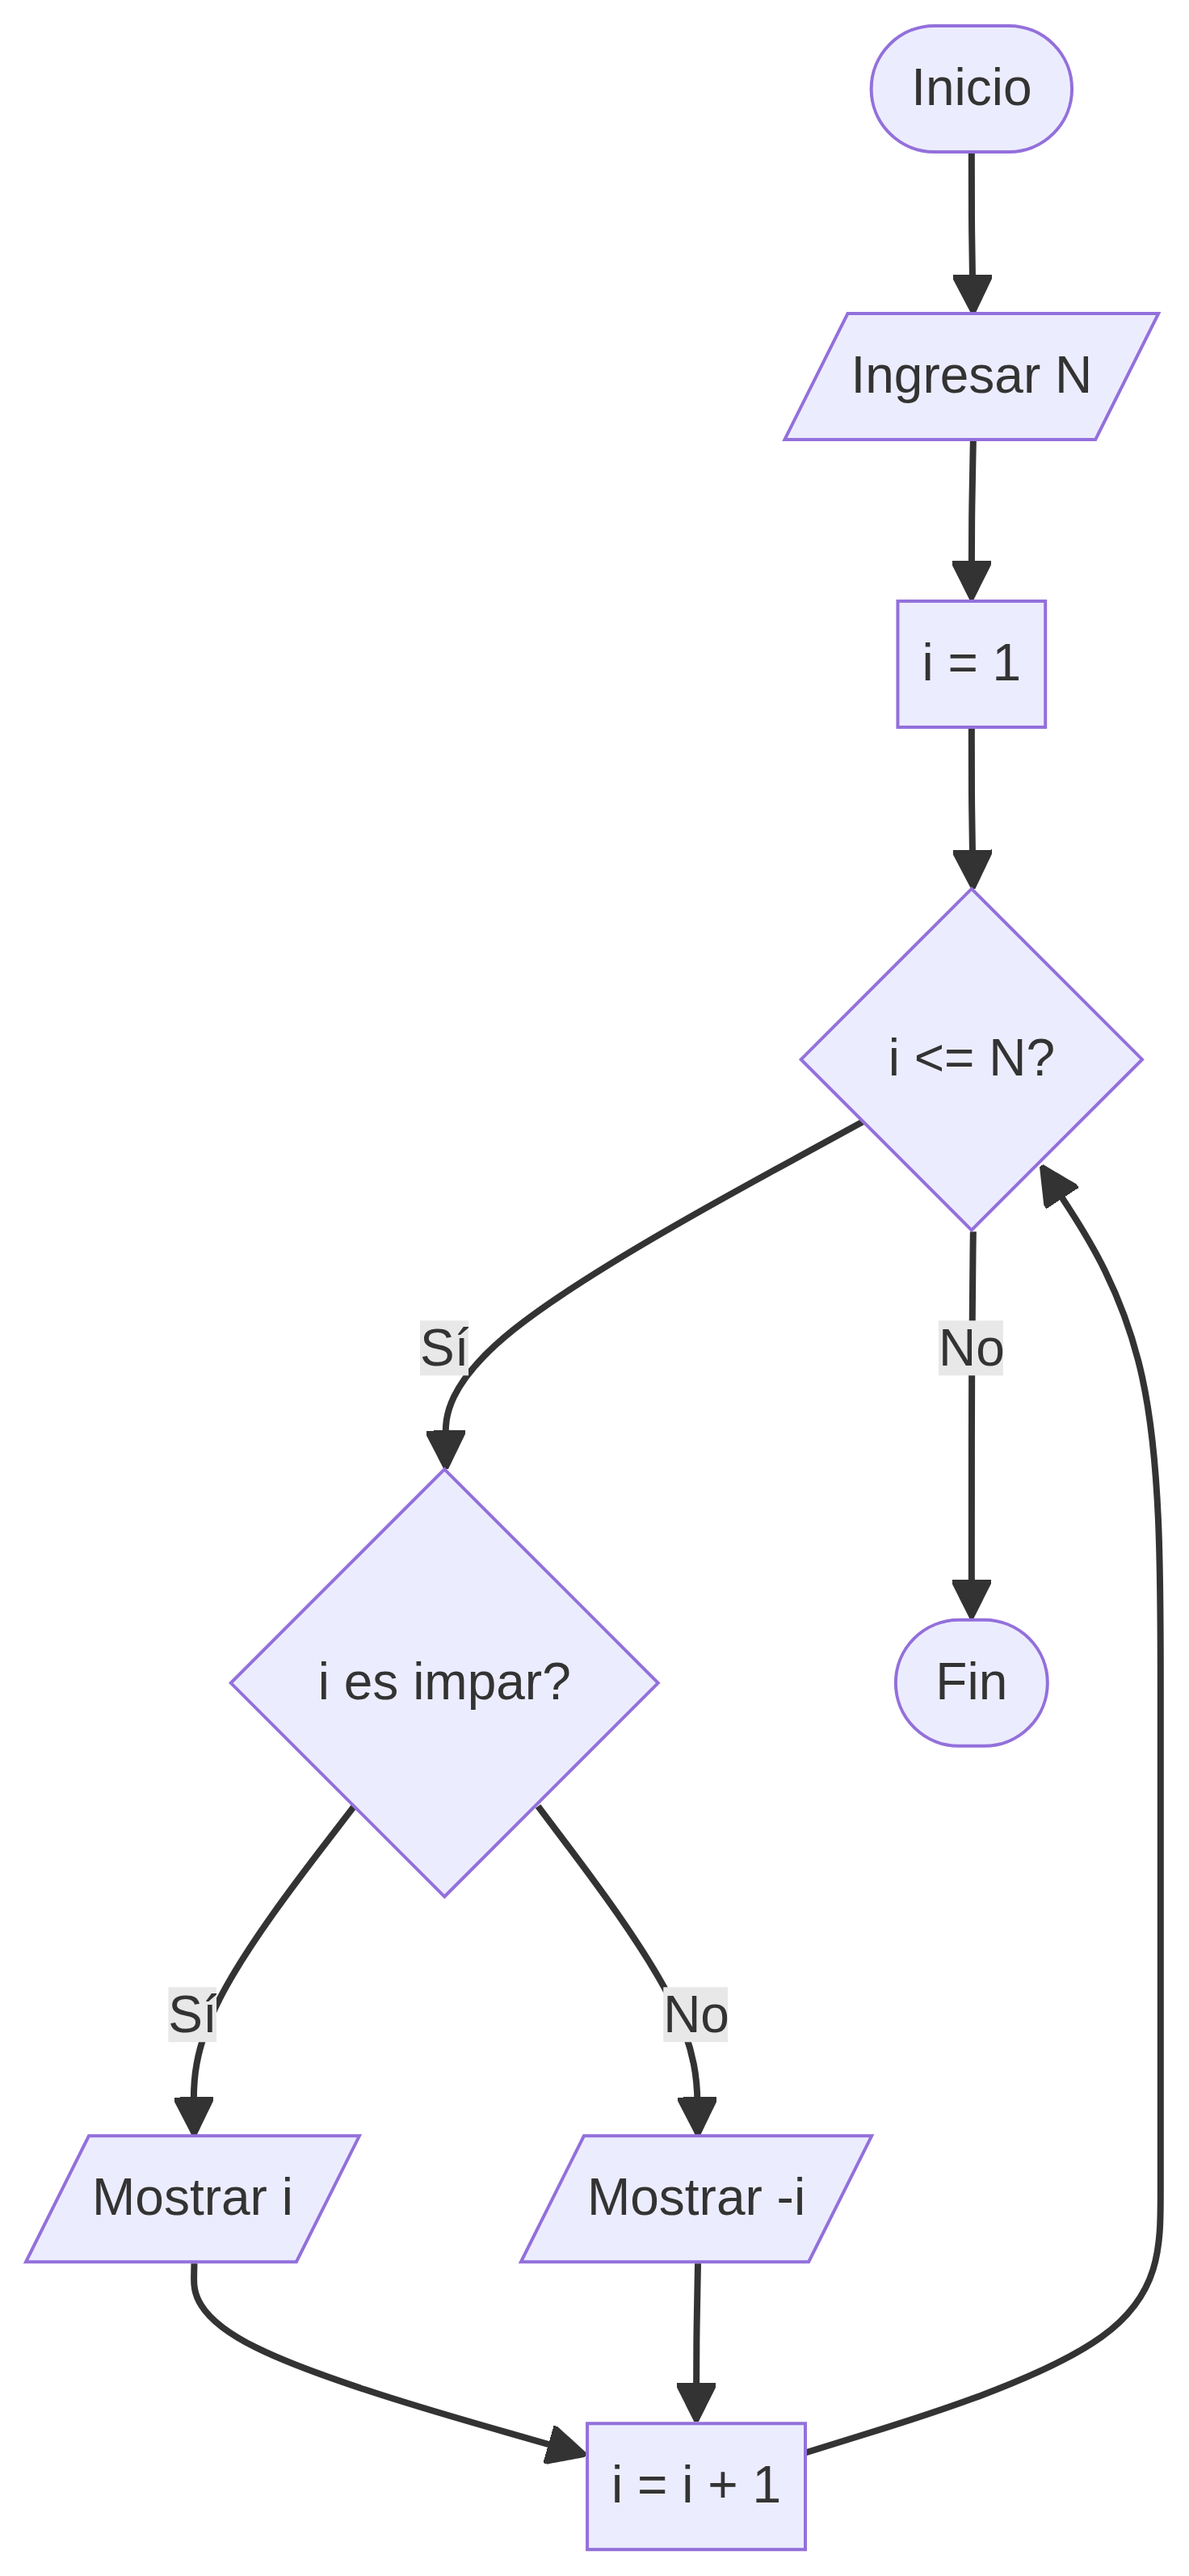 Inicio
Ingresar N
i = 1
i <= N?
Sí
No
i es impar?
Fin
Sí
No
Mostrar i
Mostrar -i
i = i + 1